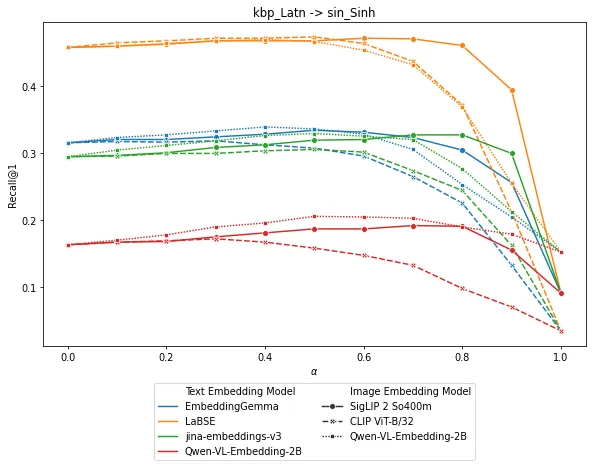 kbp_Latn -> sin_Sinh
Recall@1
0.4
0.3
0.2
0.1
0.0 0.2 0.4 0.6 0.8 1.0
α
Text Embedding Model
EmbeddingGemma
LaBSE
jina-embeddings-v3
Qwen-VL-Embedding-2B
Image Embedding Model
SigLIP 2 So400m
CLIP ViT-B/32
Qwen-VL-Embedding-2B